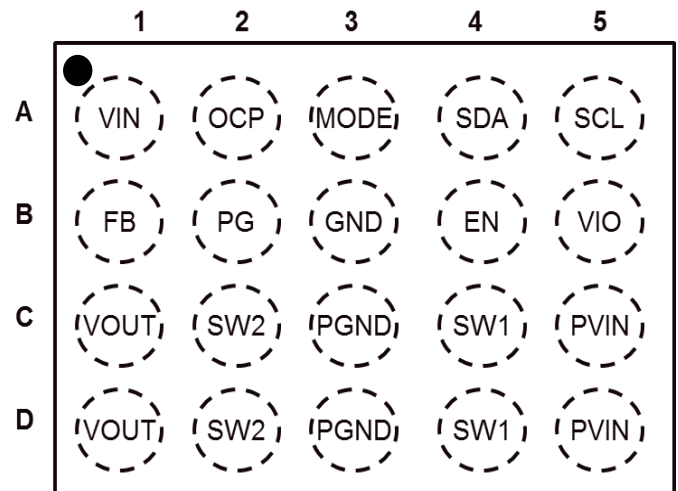 1 2 3 4 5
A VIN OCP MODE SDA SCL
B FB PG GND EN VIO
C VOUT SW2 PGND SW1 PVIN
D VOUT SW2 PGND SW1 PVIN